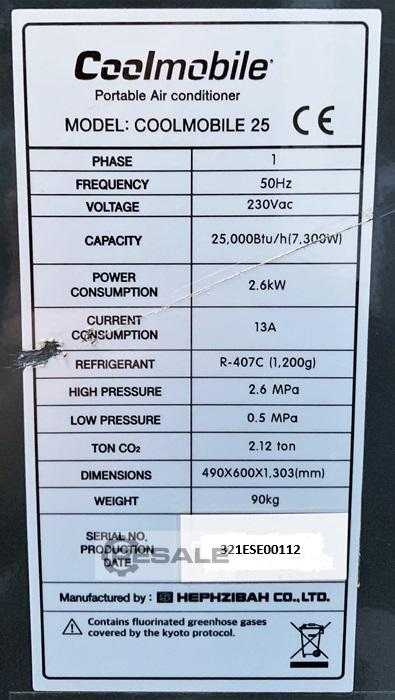 Coolmobile
Portable Air conditioner
MODEL: COOLMOBILE 25 CE
PHASE 1
FREQUENCY 50Hz
VOLTAGE 230Vac
CAPACITY 25,000Btu/h(7,300W)
POWER CONSUMPTION 2.6kW
CURRENT CONSUMPTION 13A
REFRIGERANT R-407C (1,200g)
HIGH PRESSURE 2.6 MPa
LOW PRESSURE 0.5 MPa
TON CO₂ 2.12 ton
DIMENSIONS 490X600X1,303(mm)
WEIGHT 90kg
SERIAL NO.
PRODUCTION DATE 321ESE00112
GESALE
Manufactured by : HEPHZIBAH CO.,LTD.
Contains fluorinated greenhose gases
covered by the kyoto protocol.